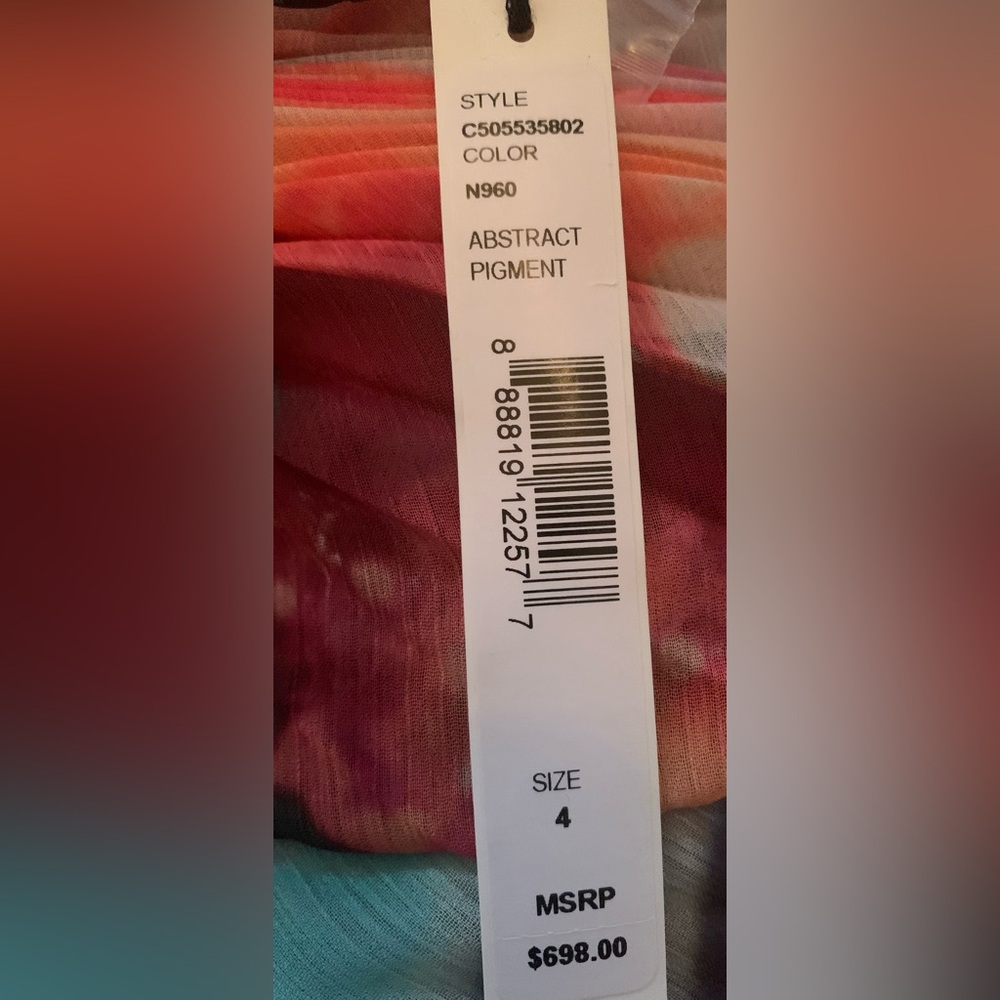 STYLE
C505535802
COLOR
N960
ABSTRACT
PIGMENT
8 88819 12257 7
SIZE
4
MSRP
$698.00